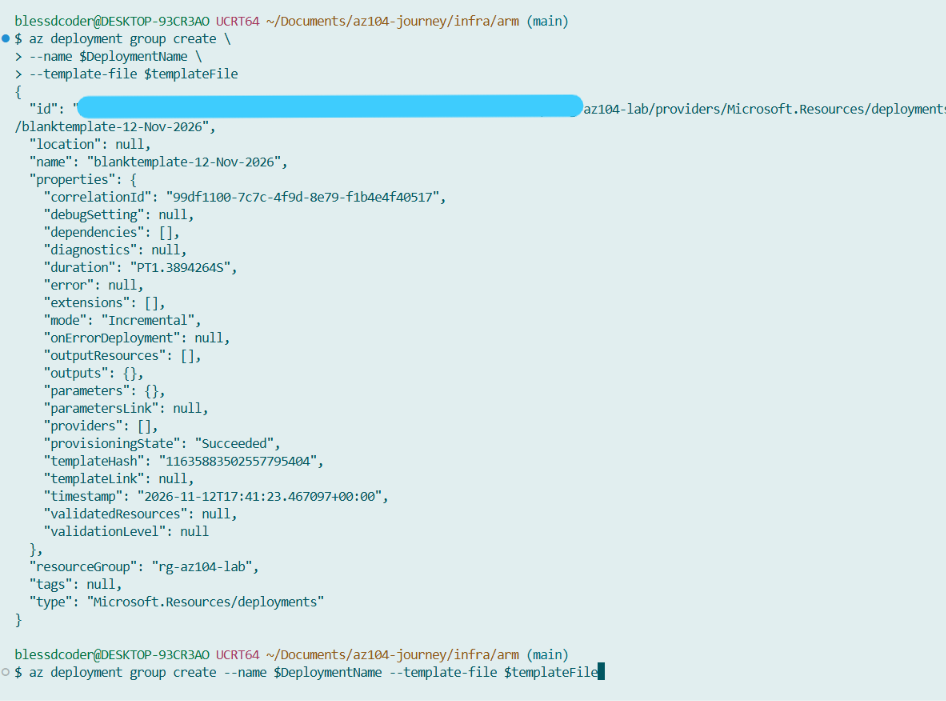 blessdcoder@DESKTOP-93CR3AO UCRT64 ~/Documents/az104-journey/infra/arm (main)
$ az deployment group create \
> --name $DeploymentName \
> --template-file $templateFile
{
  "id": "az104-lab/providers/Microsoft.Resources/deployments
/blanktemplate-12-Nov-2026",
  "location": null,
  "name": "blanktemplate-12-Nov-2026",
  "properties": {
    "correlationId": "99df1100-7c7c-4f9d-8e79-f1b4e4f40517",
    "debugSetting": null,
    "dependencies": [],
    "diagnostics": null,
    "duration": "PT1.3894264S",
    "error": null,
    "extensions": [],
    "mode": "Incremental",
    "onErrorDeployment": null,
    "outputResources": [],
    "outputs": {},
    "parameters": {},
    "parametersLink": null,
    "providers": [],
    "provisioningState": "Succeeded",
    "templateHash": "11635883502557795404",
    "templateLink": null,
    "timestamp": "2026-11-12T17:41:23.467097+00:00",
    "validatedResources": null,
    "validationLevel": null
  },
  "resourceGroup": "rg-az104-lab",
  "tags": null,
  "type": "Microsoft.Resources/deployments"
}
blessdcoder@DESKTOP-93CR3AO UCRT64 ~/Documents/az104-journey/infra/arm (main)
$ az deployment group create --name $DeploymentName --template-file $templateFile